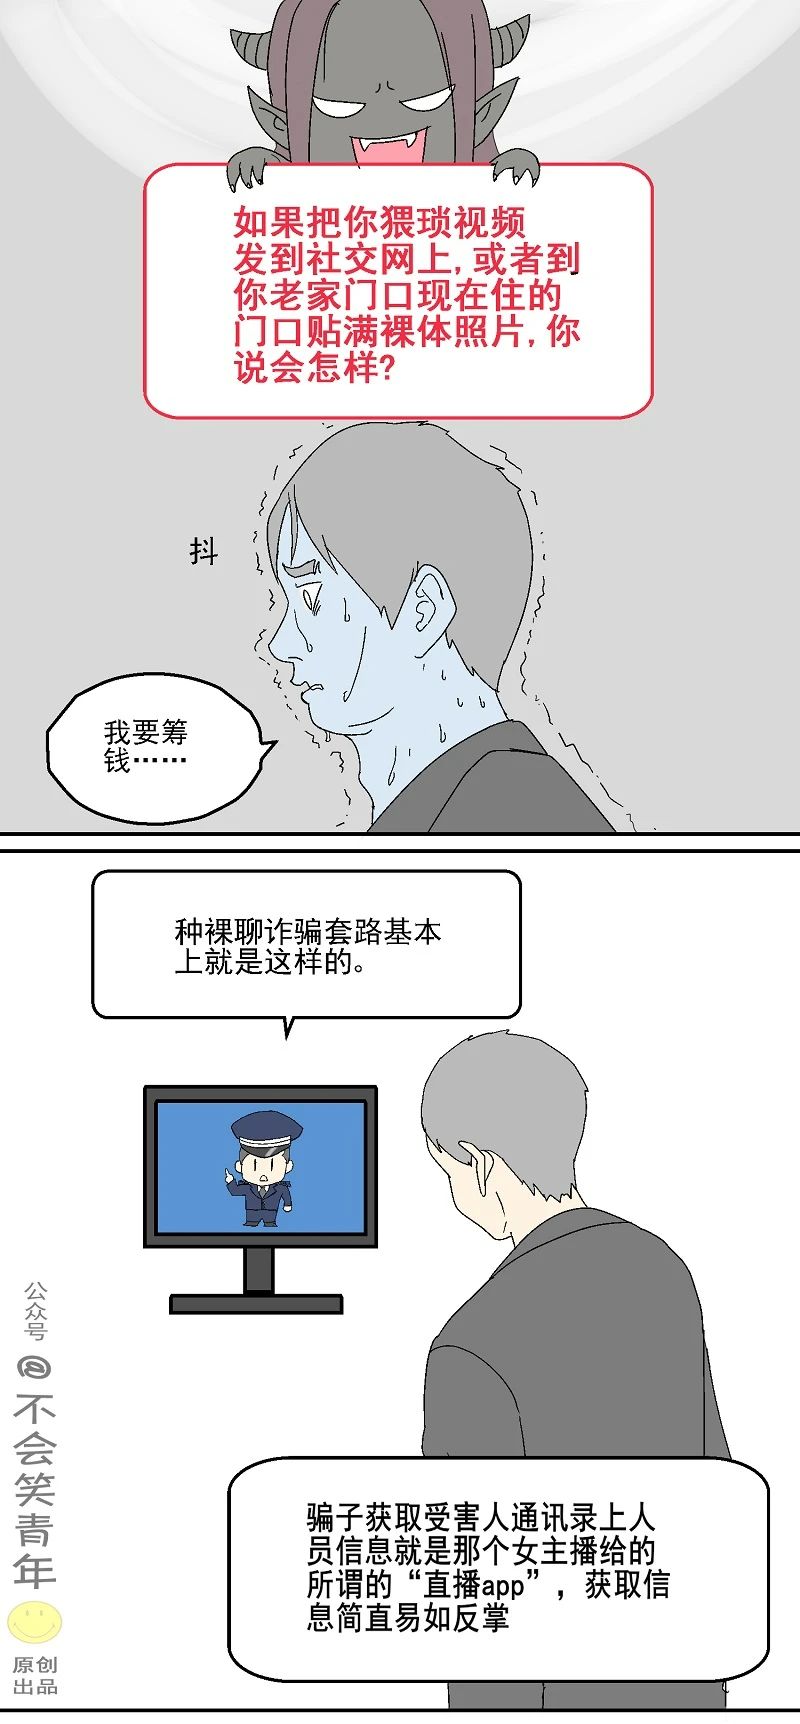 如果把你猥琐视频
发到社交网上,或者到
你老家门口现在住的
门口贴满裸体照片,你
说会怎样?
抖
我要筹
钱……
种裸聊诈骗套路基本
上就是这样的。
公众号
@不会笑青年
原创
出品
骗子获取受害人通讯录上人
员信息就是那个女主播给的
所谓的“直播app”，获取信
息简直易如反掌